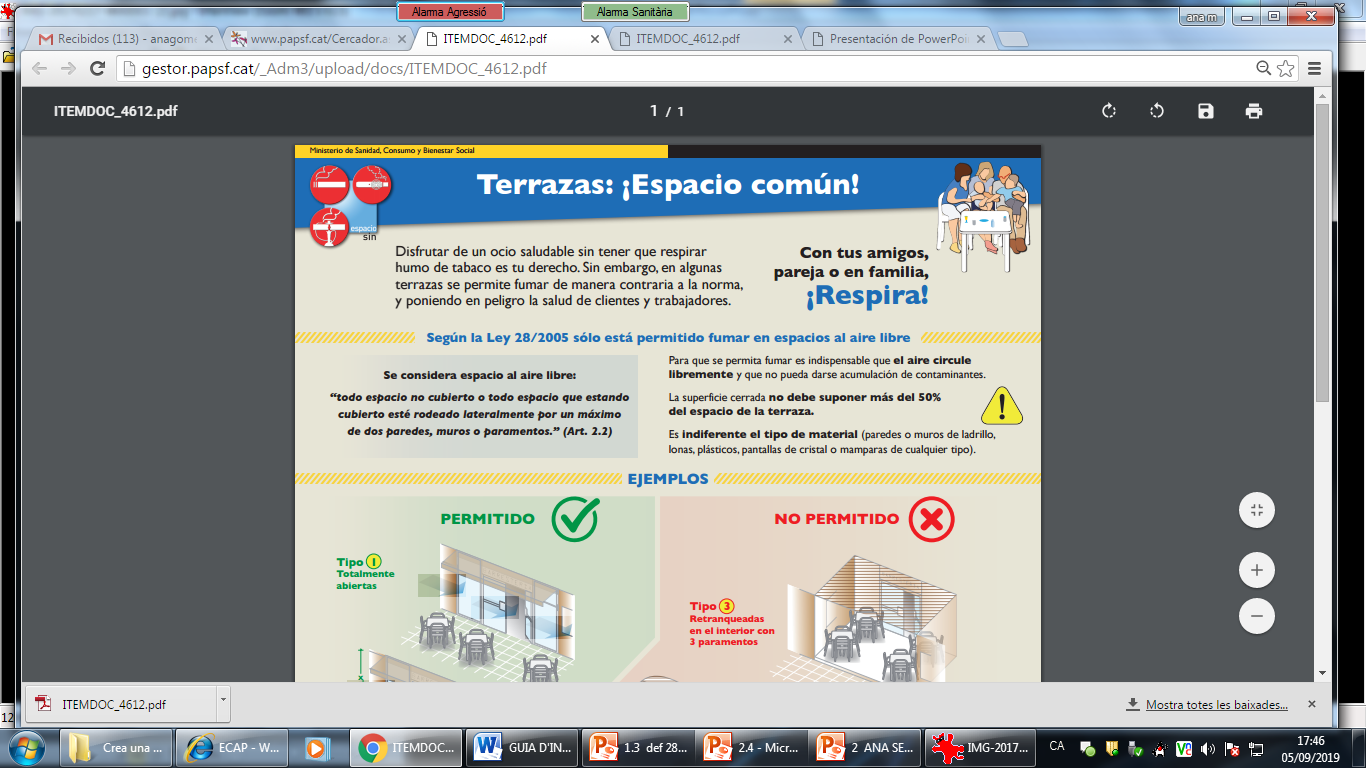 Alarma Agressió
Alarma Sanitària
ana m
Recibidos (113) - anagome
www.papsf.cat/Cercador.as
ITEMDOC_4612.pdf
ITEMDOC_4612.pdf
Presentación de PowerPoi
gestor.papsf.cat/_Adm3/upload/docs/ITEMDOC_4612.pdf
ITEMDOC_4612.pdf
1 / 1
Ministerio de Sanidad, Consumo y Bienestar Social
Terrazas: ¡Espacio común!
espacio
sin
Disfrutar de un ocio saludable sin tener que respirar
humo de tabaco es tu derecho. Sin embargo, en algunas
terrazas se permite fumar de manera contraria a la norma,
y poniendo en peligro la salud de clientes y trabajadores.
Con tus amigos,
pareja o en familia,
¡Respira!
Según la Ley 28/2005 sólo está permitido fumar en espacios al aire libre
Se considera espacio al aire libre:
“todo espacio no cubierto o todo espacio que estando
cubierto esté rodeado lateralmente por un máximo
de dos paredes, muros o paramentos.” (Art. 2.2)
Para que se permita fumar es indispensable que el aire circule
libremente y que no pueda darse acumulación de contaminantes.
La superficie cerrada no debe suponer más del 50%
del espacio de la terraza.
Es indiferente el tipo de material (paredes o muros de ladrillo,
lonas, plásticos, pantallas de cristal o mamparas de cualquier tipo).
!
EJEMPLOS
PERMITIDO
NO PERMITIDO
Tipo 1
Totalmente
abiertas
Tipo 3
Retranqueadas
en el interior con
3 paramentos
x
ITEMDOC_4612.pdf
Mostra totes les baixades...
12
Crea una ...
ECAP - W...
ITEMDOC...
GUIA D'IN...
1.3 def 28...
2.4 - Micr...
2 ANA SE...
IMG-2017...
CA
17:46
05/09/2019